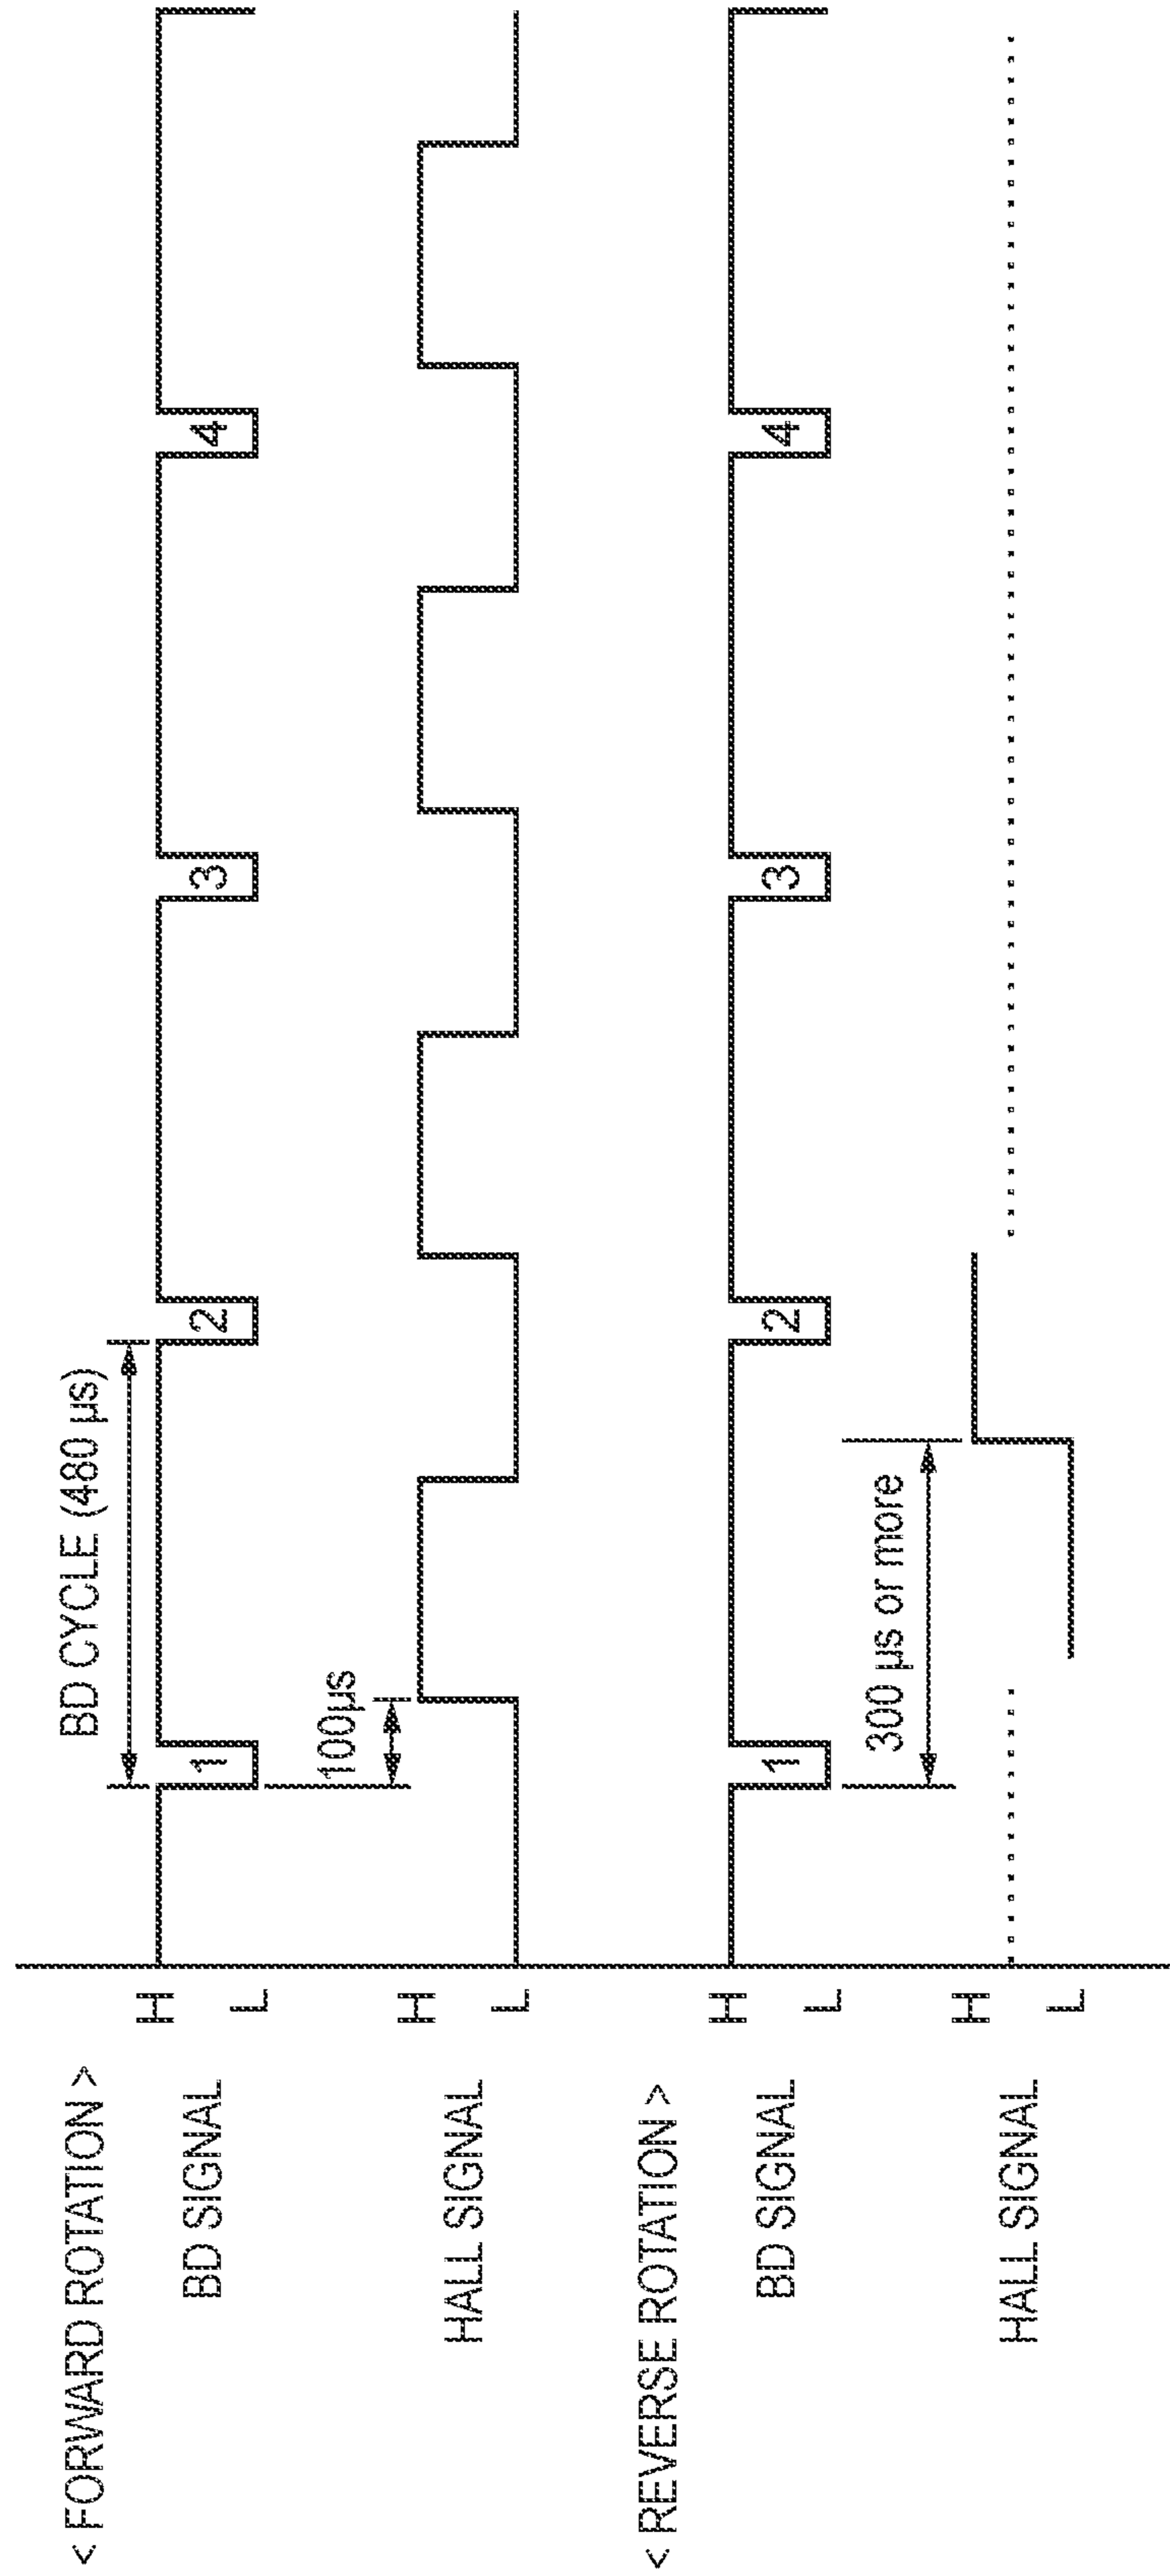 < FORWARD ROTATION >
BD CYCLE (480 µs)
BD SIGNAL
H
L
1
2
3
4
100µs
HALL SIGNAL
H
L
< REVERSE ROTATION >
BD SIGNAL
H
L
1
2
3
4
300 µs or more
HALL SIGNAL
H
L